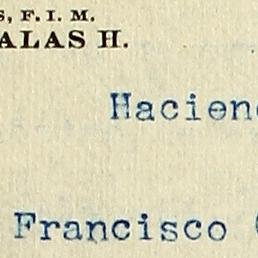 S, F. I. M.
ALAS H.
Hacien
Francisco